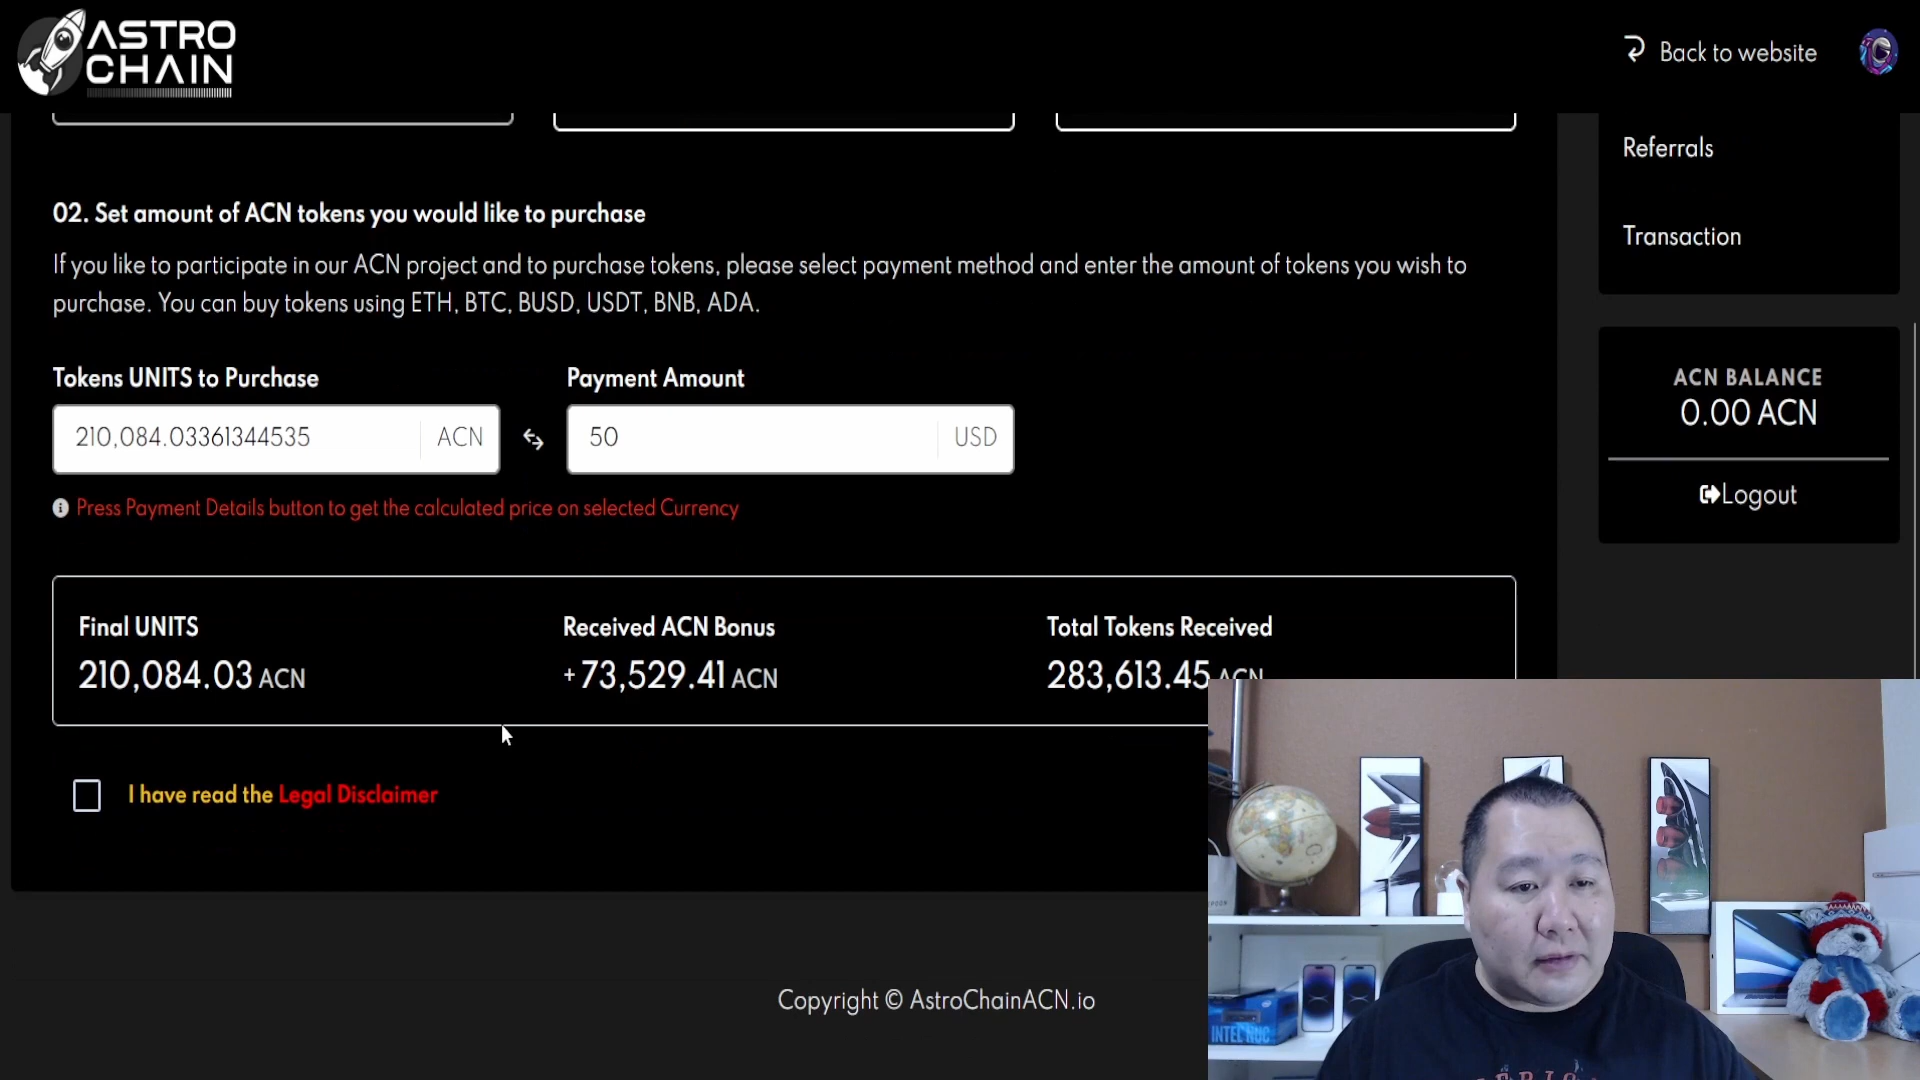 ASTRO
CHAIN
Back to website
Referrals
Transaction
02. Set amount of ACN tokens you would like to purchase
If you like to participate in our ACN project and to purchase tokens, please select payment method and enter the amount of tokens you wish to
purchase. You can buy tokens using ETH, BTC, BUSD, USDT, BNB, ADA.
Tokens UNITS to Purchase
Payment Amount
210,084.03361344535 ACN
50 USD
Press Payment Details button to get the calculated price on selected Currency
ACN BALANCE
0.00 ACN
Logout
Final UNITS
Received ACN Bonus
Total Tokens Received
210,084.03 ACN
+73,529.41 ACN
283,613.45 ACN
I have read the Legal Disclaimer
Copyright © AstroChainACN.io
INTEL NUC